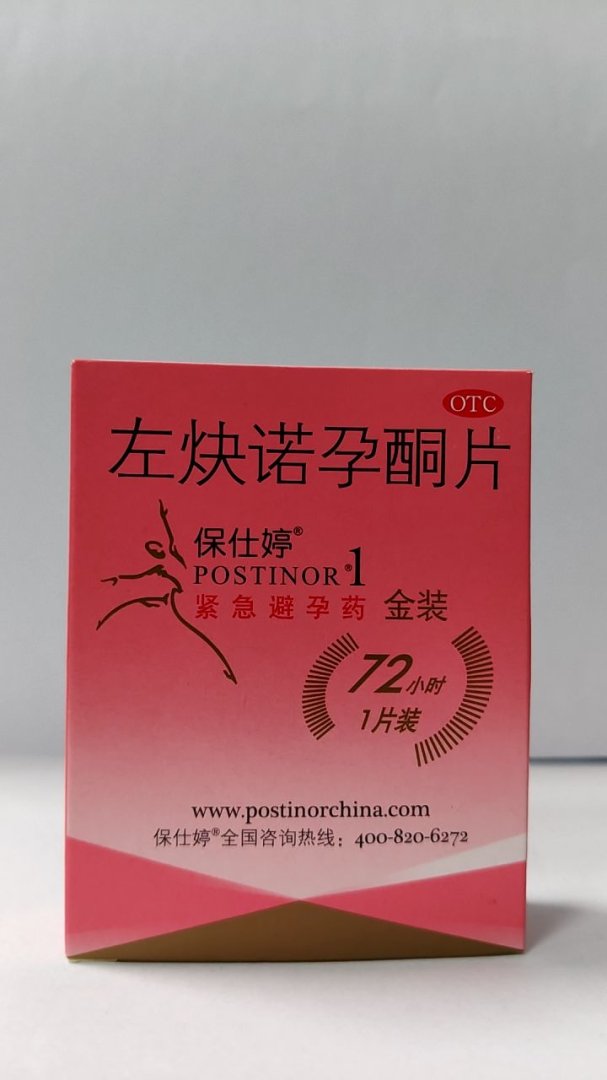 OTC
左炔诺孕酮片
保仕婷®
POSTINOR®1
紧急避孕药 金装
72小时
1片装
www.postinorchina.com
保仕婷®全国咨询热线：400-820-6272